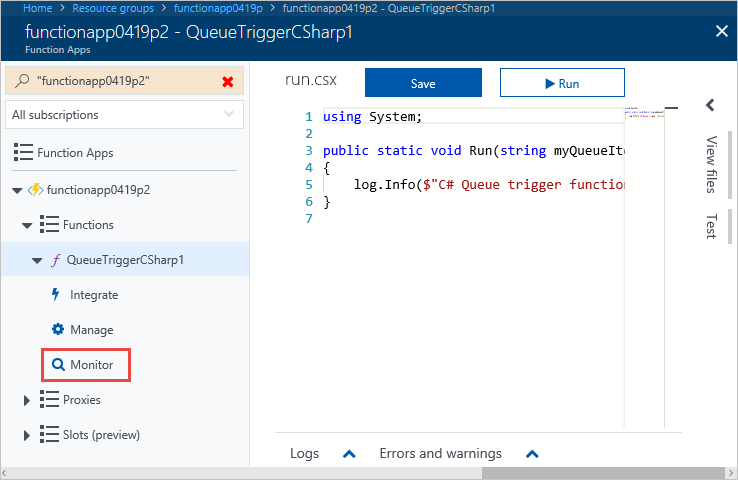 Home > Resource groups > functionapp0419p > functionapp0419p2 - QueueTriggerCSharp1
functionapp0419p2 - QueueTriggerCSharp1
Function Apps
"functionapp0419p2"
All subscriptions
Function Apps
functionapp0419p2
Functions
QueueTriggerCSharp1
Integrate
Manage
Monitor
Proxies
Slots (preview)
run.csx
Save
Run
1 using System;
2
3 public static void Run(string myQueueIte
4 {
5 log.Info($"C# Queue trigger function
6 }
7
View files
Test
Logs
Errors and warnings